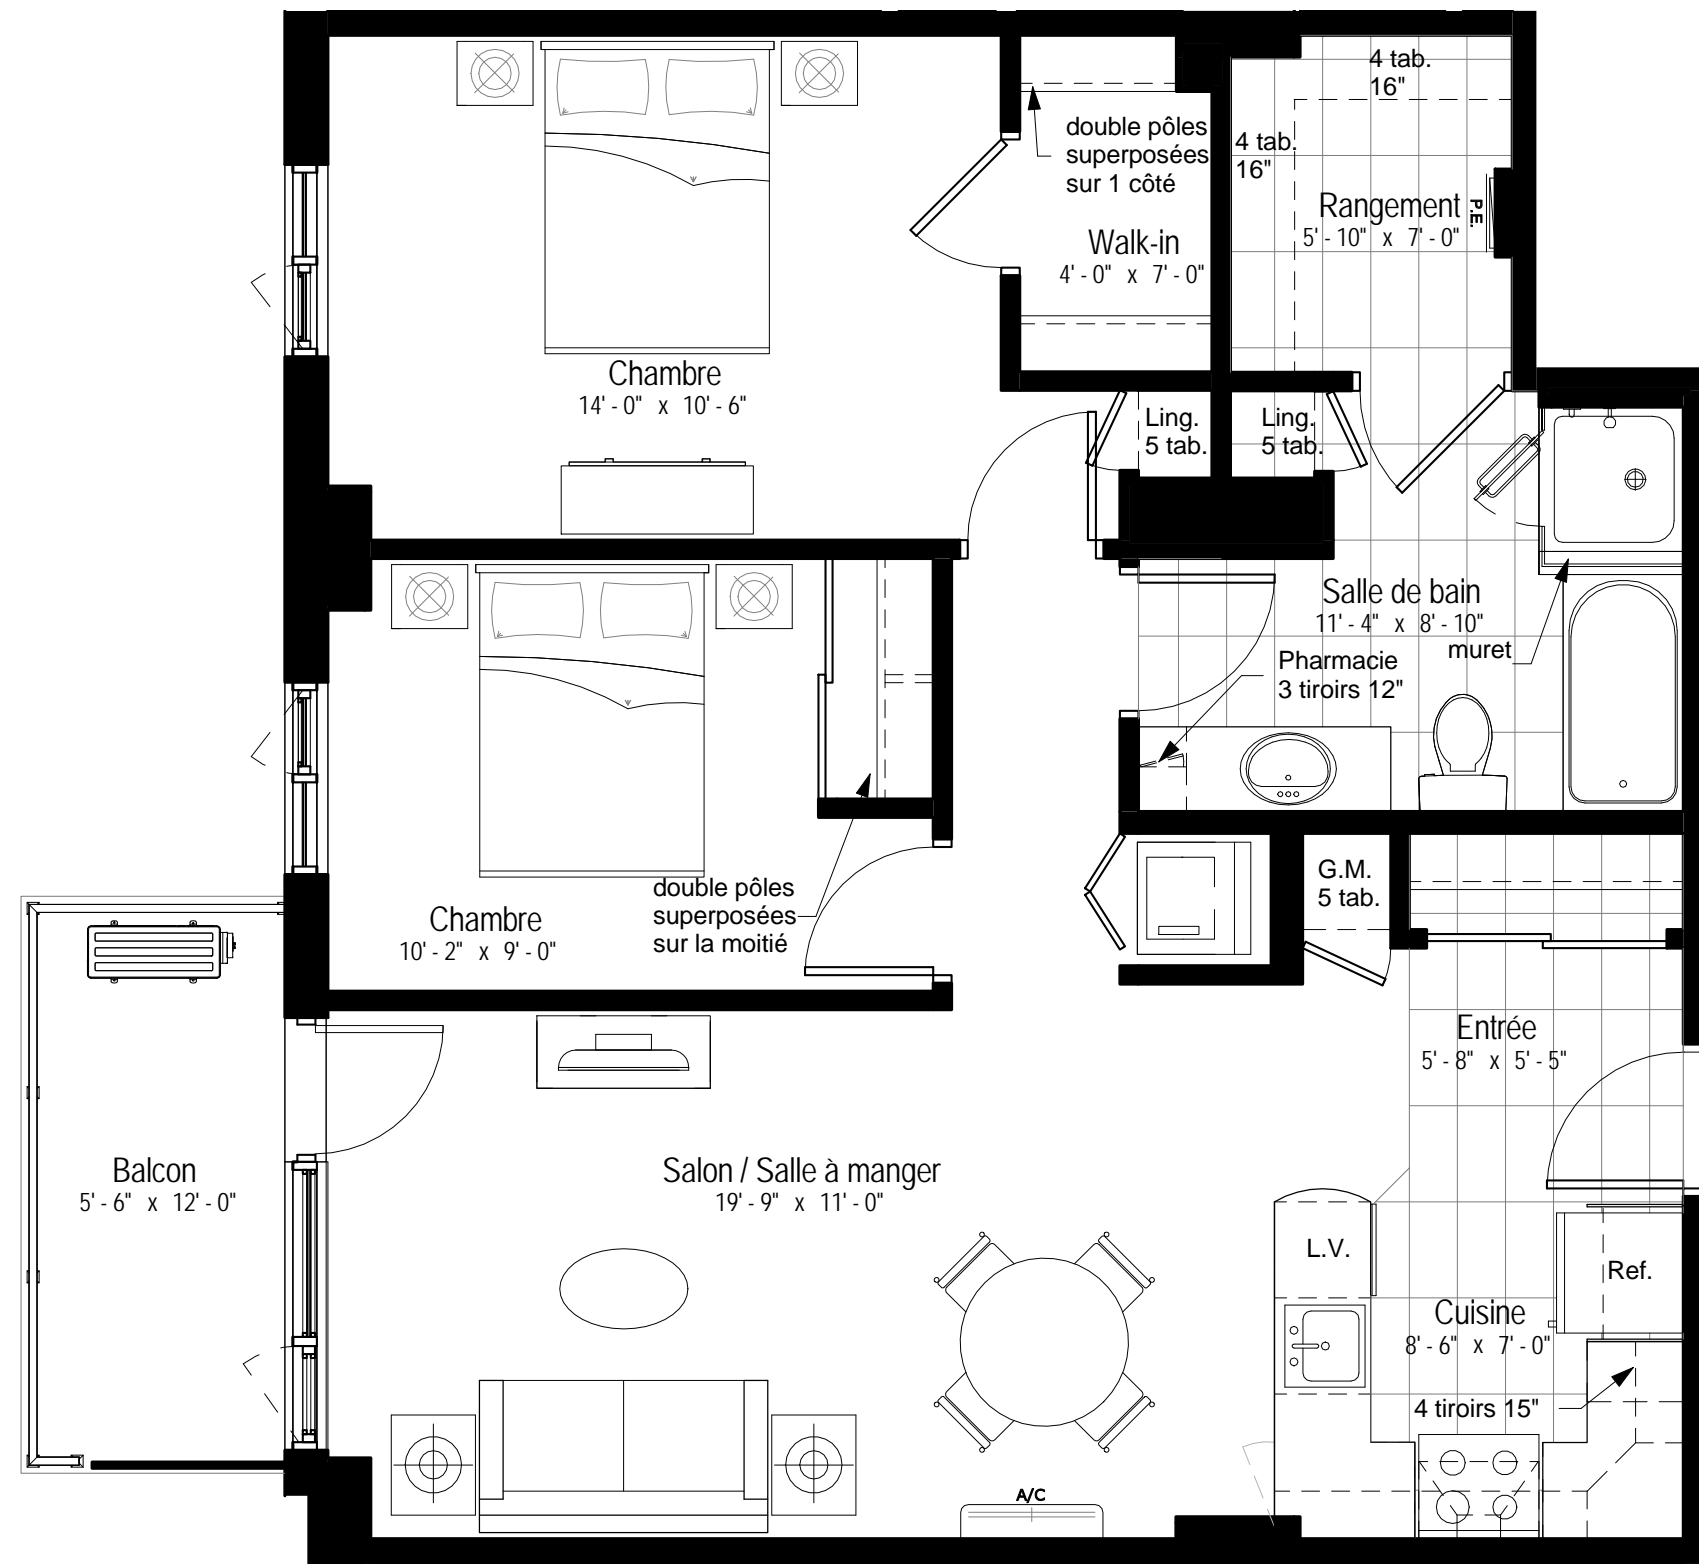 4 tab.
16"
double pôles
superposées
sur 1 côté
4 tab.
16"
Rangement
5' - 10" x 7' - 0"
P.E.
Walk-in
4' - 0" x 7' - 0"
Chambre
14' - 0" x 10' - 6"
Ling.
5 tab.
Ling.
5 tab.
Salle de bain
11' - 4" x 8' - 10"
muret
Pharmacie
3 tiroirs 12"
double pôles
superposées
sur la moitié
Chambre
10' - 2" x 9' - 0"
G.M.
5 tab.
Entrée
5' - 8" x 5' - 5"
Balcon
5' - 6" x 12' - 0"
Salon / Salle à manger
19' - 9" x 11' - 0"
L.V.
Ref.
Cuisine
8' - 6" x 7' - 0"
4 tiroirs 15"
A/C